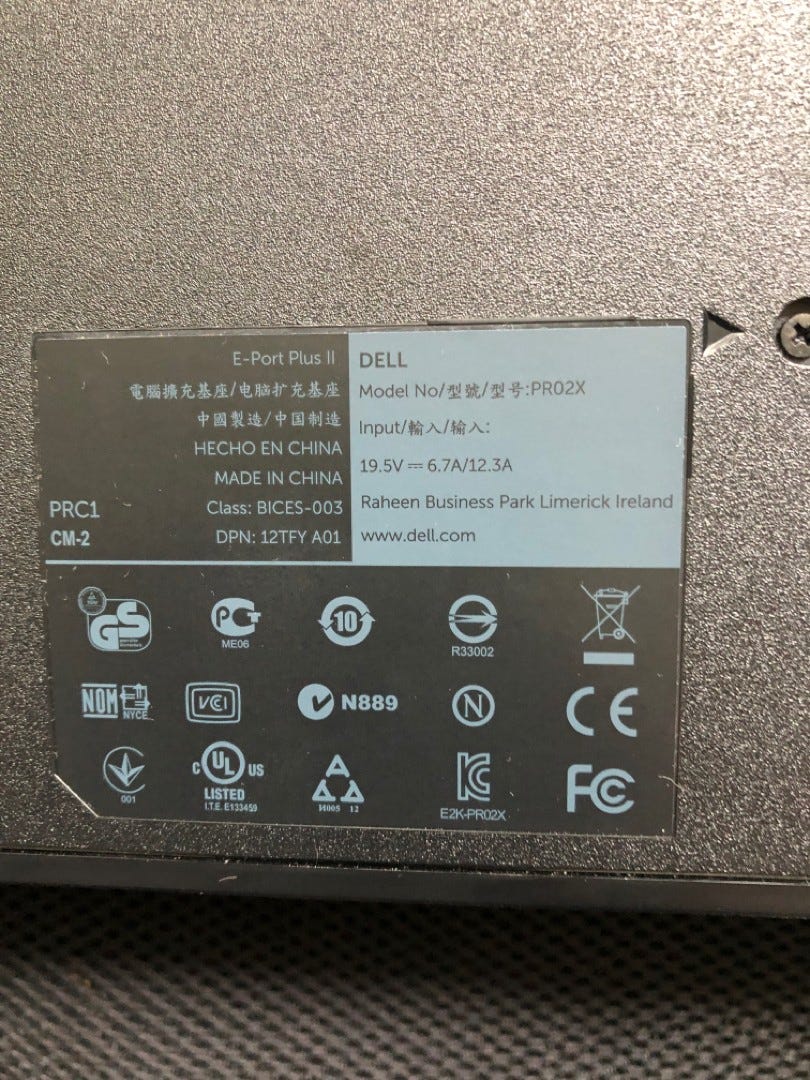 E-Port Plus II
電腦擴充基座/电脑扩充基座
中國製造/中国制造
HECHO EN CHINA
MADE IN CHINA
PRC1
Class: BICES-003
CM-2
DPN: 12TFY A01
DELL
Model No/型號/型号:PR02X
Input/輸入/输入:
19.5V⎓6.7A/12.3A
Raheen Business Park Limerick Ireland
www.dell.com
GS
PG
ME06
10
R33002
NOM
NYCE
VCI
N889
N
CE
001
c UL US
LISTED
I.T.E. E133459
A
И005 12
KC
E2K-PR02X
FC